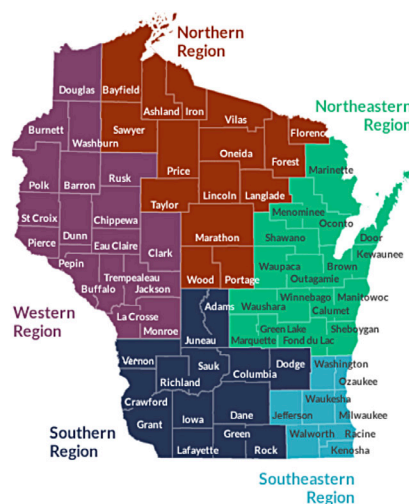 Northern
Region
Douglas
Bayfield
Ashland
Iron
Vilas
Northeastern
Region
Burnett
Washburn
Sawyer
Florence
Oneida
Forest
Marinette
Polk
Barron
Rusk
Price
Lincoln
Langlade
Taylor
Menominee
Oconto
St Croix
Chippewa
Dunn
Pierce
Eau Claire
Clark
Marathon
Shawano
Door
Kewaunee
Pepin
Buffalo
Trempealeau
Jackson
Wood
Portage
Waupaca
Brown
Outagamie
Western
Region
La Crosse
Monroe
Adams
Juneau
Waushara
Winnebago
Manitowoc
Calumet
Green Lake
Marquette
Fond du Lac
Sheboygan
Vernon
Sauk
Columbia
Dodge
Washington
Ozaukee
Richland
Crawford
Waukesha
Grant
Iowa
Dane
Jefferson
Milwaukee
Southern
Region
Lafayette
Green
Rock
Walworth
Racine
Kenosha
Southeastern
Region